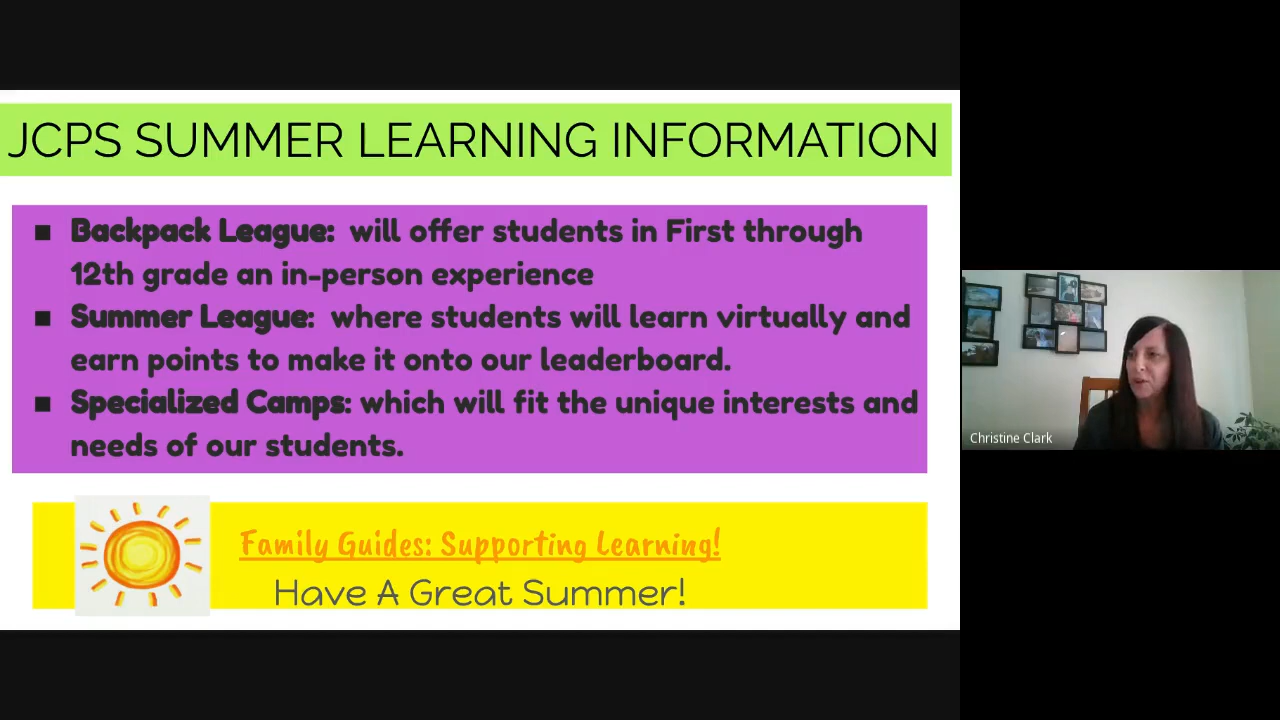 JCPS SUMMER LEARNING INFORMATION
■ Backpack League: will offer students in First through
12th grade an in-person experience
■ Summer League: where students will learn virtually and
earn points to make it onto our leaderboard.
■ Specialized Camps: which will fit the unique interests and
needs of our students.
Family Guides: Supporting Learning!
Have A Great Summer!
Christine Clark